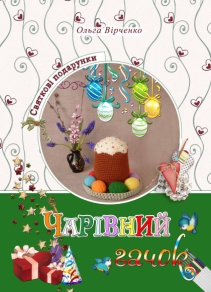 Ольга Вірченко
Святкові подарунки
Чарівний
гачок